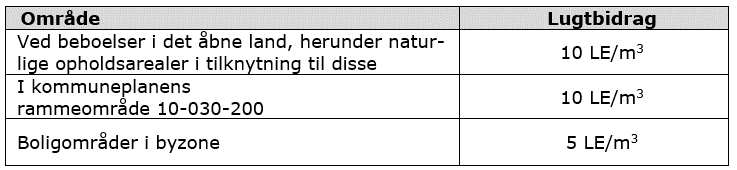 Område Lugtbidrag
Ved beboelser i det åbne land, herunder natur-
lige opholdsarealer i tilknytning til disse 10 LE/m³
I kommuneplanens
rammeområde 10-030-200 10 LE/m³
Boligområder i byzone 5 LE/m³